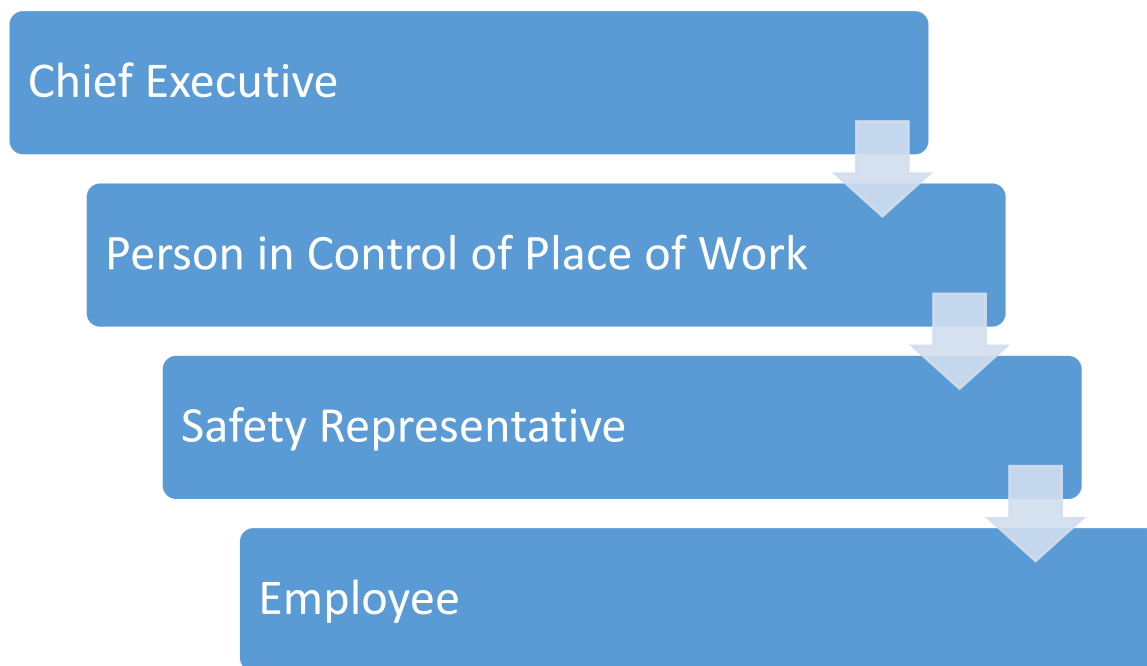 Chief Executive
Person in Control of Place of Work
Safety Representative
Employee